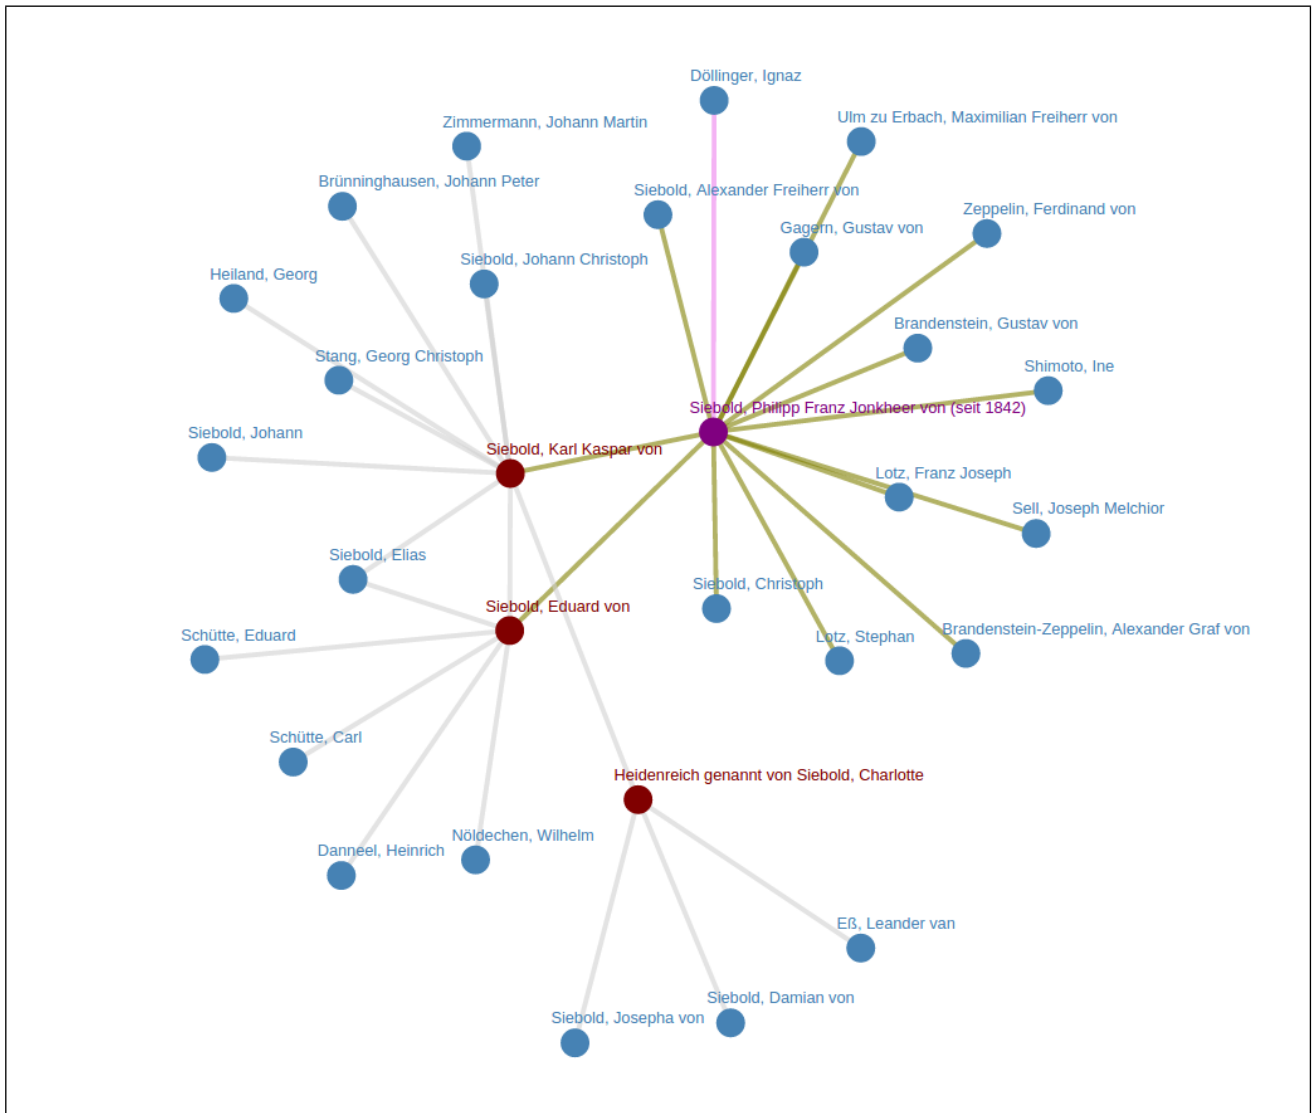 Döllinger, Ignaz
Ulm zu Erbach, Maximilian Freiherr von
Zimmermann, Johann Martin
Brünninghausen, Johann Peter
Siebold, Alexander Freiherr von
Zeppelin, Ferdinand von
Gagern, Gustav von
Siebold, Johann Christoph
Heiland, Georg
Brandenstein, Gustav von
Stang, Georg Christoph
Shimoto, Ine
Siebold, Philipp Franz Jonkheer von (seit 1842)
Siebold, Johann
Siebold, Karl Kaspar von
Lotz, Franz Joseph
Sell, Joseph Melchior
Siebold, Elias
Siebold, Christoph
Siebold, Eduard von
Schütte, Eduard
Lotz, Stephan
Brandenstein-Zeppelin, Alexander Graf von
Schütte, Carl
Heidenreich genannt von Siebold, Charlotte
Nöldechen, Wilhelm
Danneel, Heinrich
Eß, Leander van
Siebold, Damian von
Siebold, Josepha von